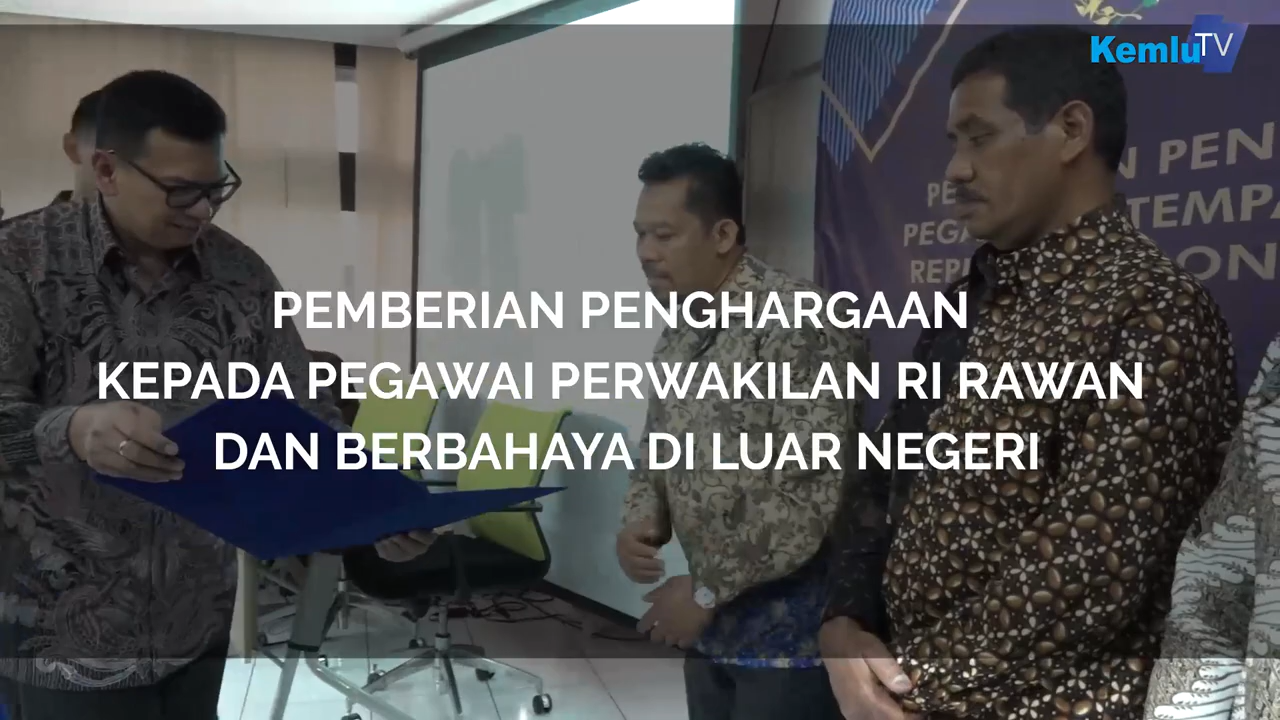 KemluTV
PEMBERIAN PENGHARGAAN
KEPADA PEGAWAI PERWAKILAN RI RAWAN
DAN BERBAHAYA DI LUAR NEGERI